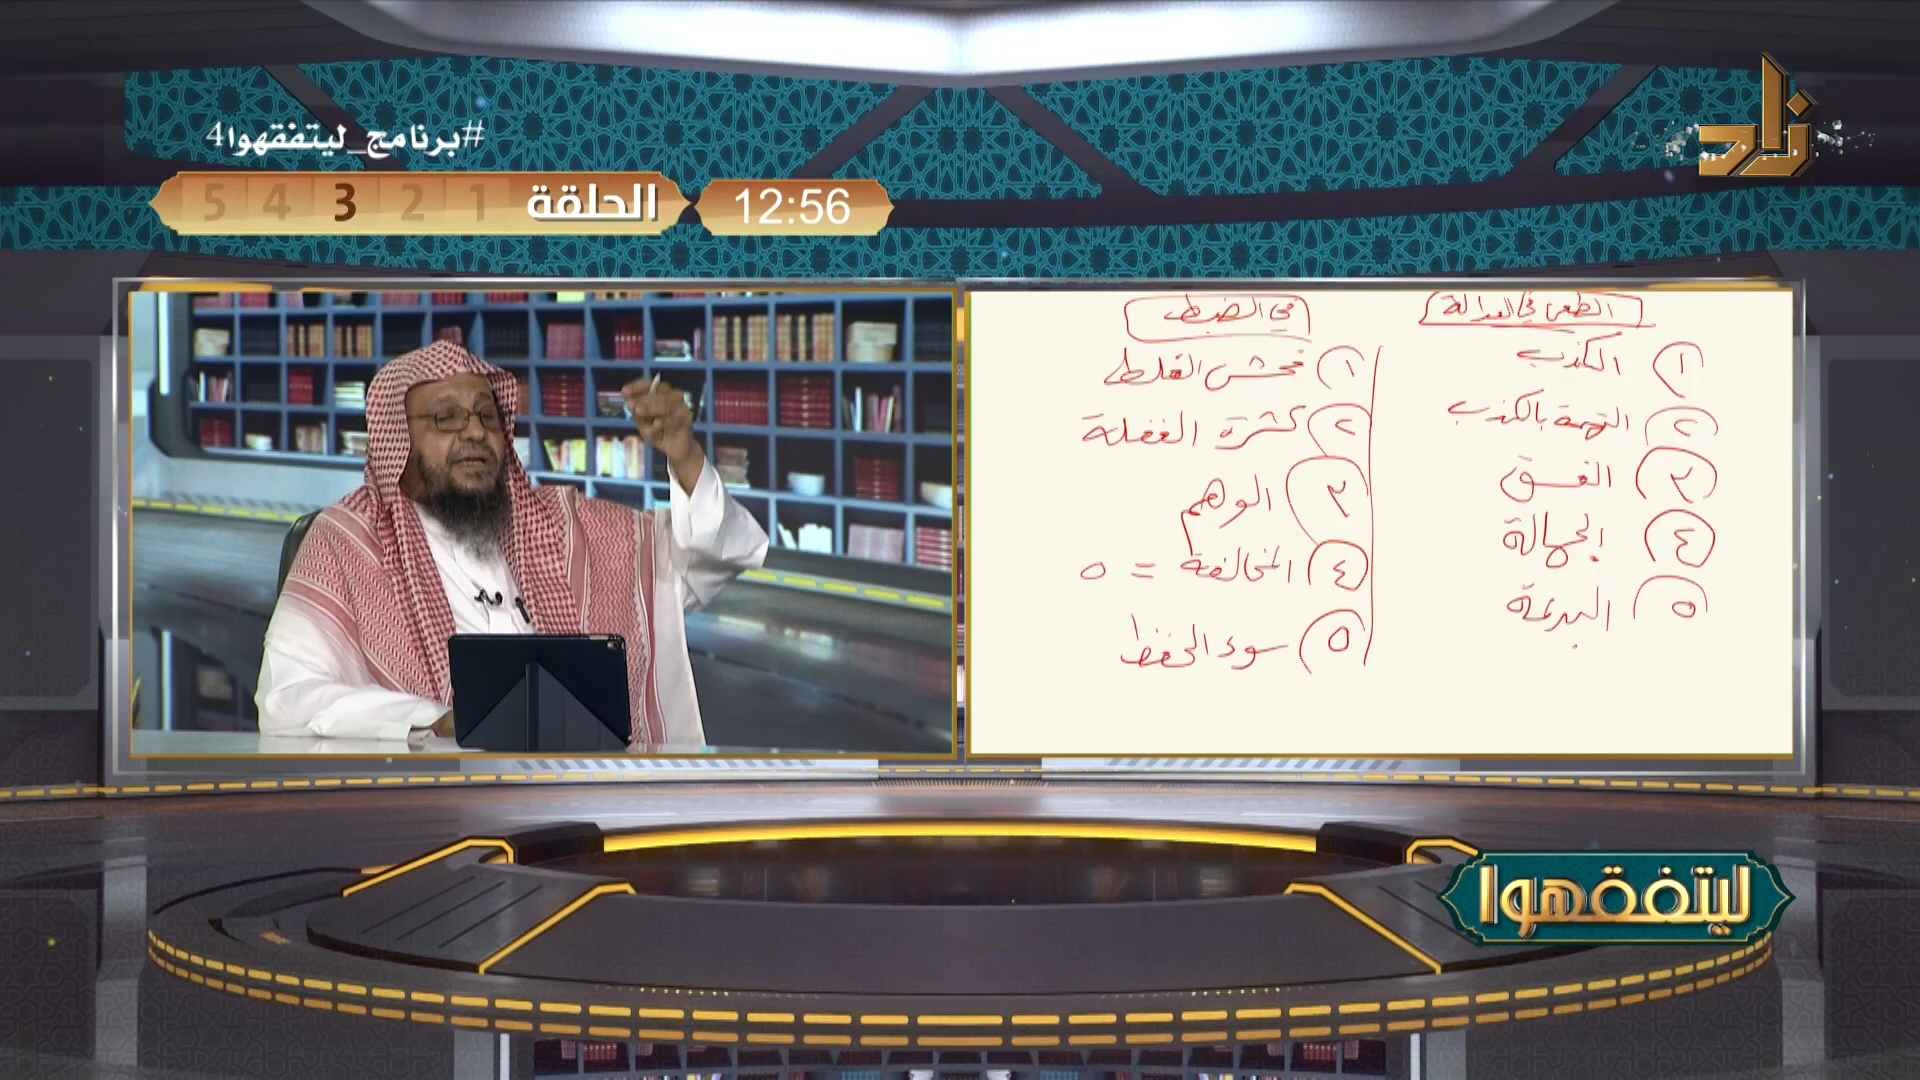 زاد
#برنامج_ليتفقهوا4
الحلقة 1 2 3 4 5
12:56
الطعن في العدالة
١ الكذب
٢ التهمة بالكذب
٣ الفسق
٤ الجهالة
٥ البدعة
في الضبط
١ فحش الغلط
٢ كثرة الغفلة
٣ الوهم
٤ المخالفة = ٥
٥ سوء الحفظ
ليتفقهوا